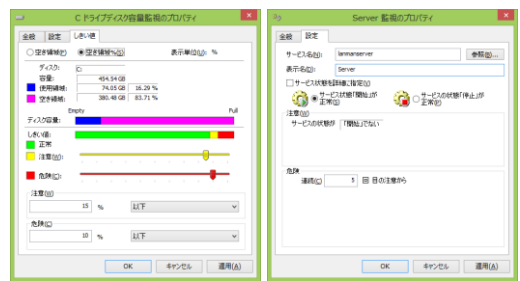 C ドライブディスク容量監視のプロパティ
全般 設定 しきい値
空き領域(P) 空き領域%(S) 表示単位(U): %
ディスク: C:
容量: 454.54 GB
使用領域: 74.05 GB 16.29 %
空き領域: 380.48 GB 83.71 %
Empty Full
ディスク容量:
しきい値:
正常
注意(W):
危険(C):
注意(W)
15 % 以下
危険(C)
10 % 以下
OK キャンセル 適用(A)
Server 監視のプロパティ
全般 設定
サービス名(N): lanmanserver 参照(B)...
表示名(D): Server
サービス状態を詳細に指定(V)
サービスの状態「開始」が正常(S)
サービスの状態「停止」が正常(P)
注意(W)
サービスの状態が 「開始」でない
危険
連続(C) 5 回 目の注意から
OK キャンセル 適用(A)